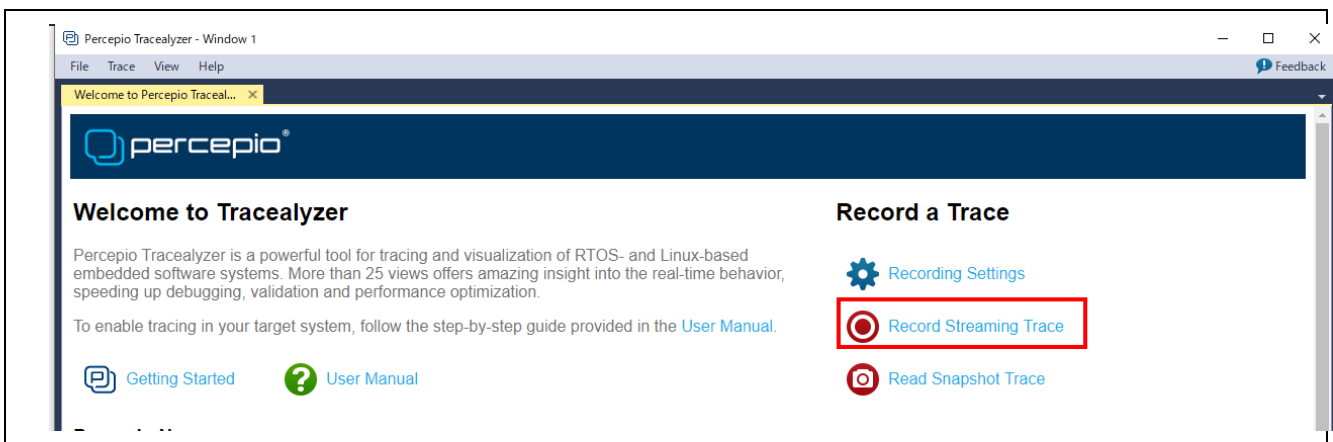 Percepio Tracealyzer - Window 1
File Trace View Help
Feedback
Welcome to Percepio Traceal...
percepio®
Welcome to Tracealyzer
Percepio Tracealyzer is a powerful tool for tracing and visualization of RTOS- and Linux-based
embedded software systems. More than 25 views offers amazing insight into the real-time behavior,
speeding up debugging, validation and performance optimization.
To enable tracing in your target system, follow the step-by-step guide provided in the User Manual.
Getting Started
User Manual
Record a Trace
Recording Settings
Record Streaming Trace
Read Snapshot Trace